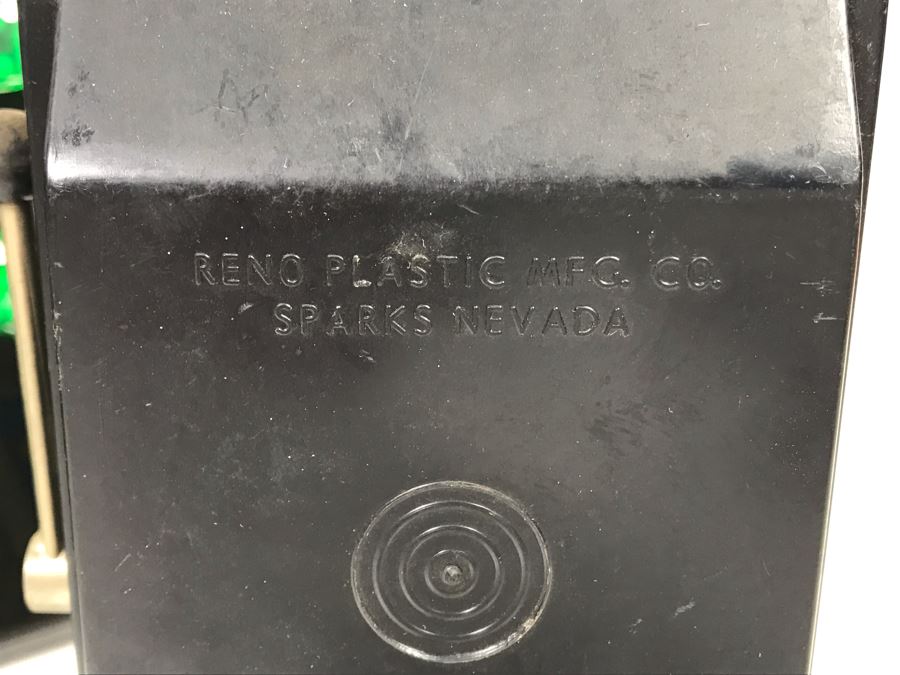 RENO PLASTIC MFG. CO.
SPARKS NEVADA